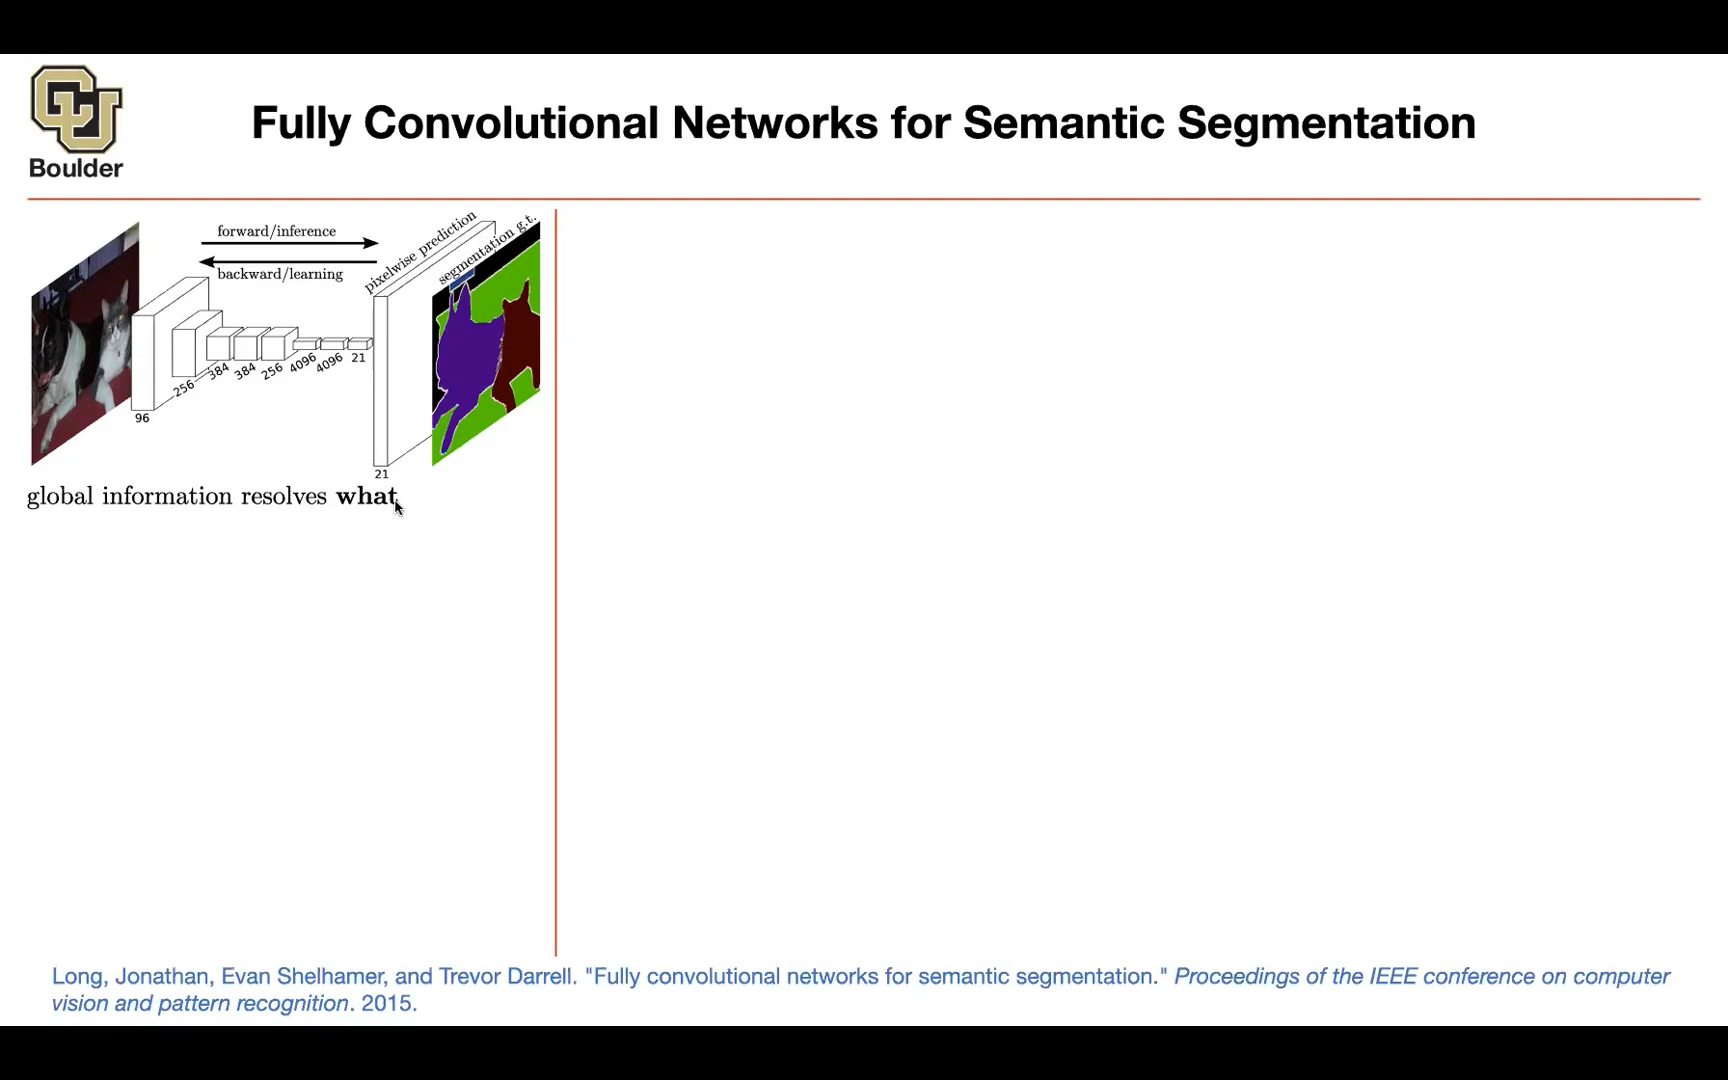 CU
Boulder
Fully Convolutional Networks for Semantic Segmentation
forward/inference
backward/learning
pixelwise prediction
segmentation g.t.
96
256
384
384
256
4096
4096
21
21
global information resolves what
Long, Jonathan, Evan Shelhamer, and Trevor Darrell. "Fully convolutional networks for semantic segmentation." Proceedings of the IEEE conference on computer
vision and pattern recognition. 2015.